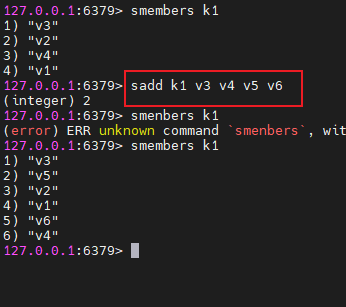 127.0.0.1:6379> smembers k1
1) "v3"
2) "v2"
3) "v4"
4) "v1"
127.0.0.1:6379> sadd k1 v3 v4 v5 v6
(integer) 2
127.0.0.1:6379> smenbers k1
(error) ERR unknown command `smenbers`, wit
127.0.0.1:6379> smembers k1
1) "v3"
2) "v5"
3) "v2"
4) "v1"
5) "v6"
6) "v4"
127.0.0.1:6379>